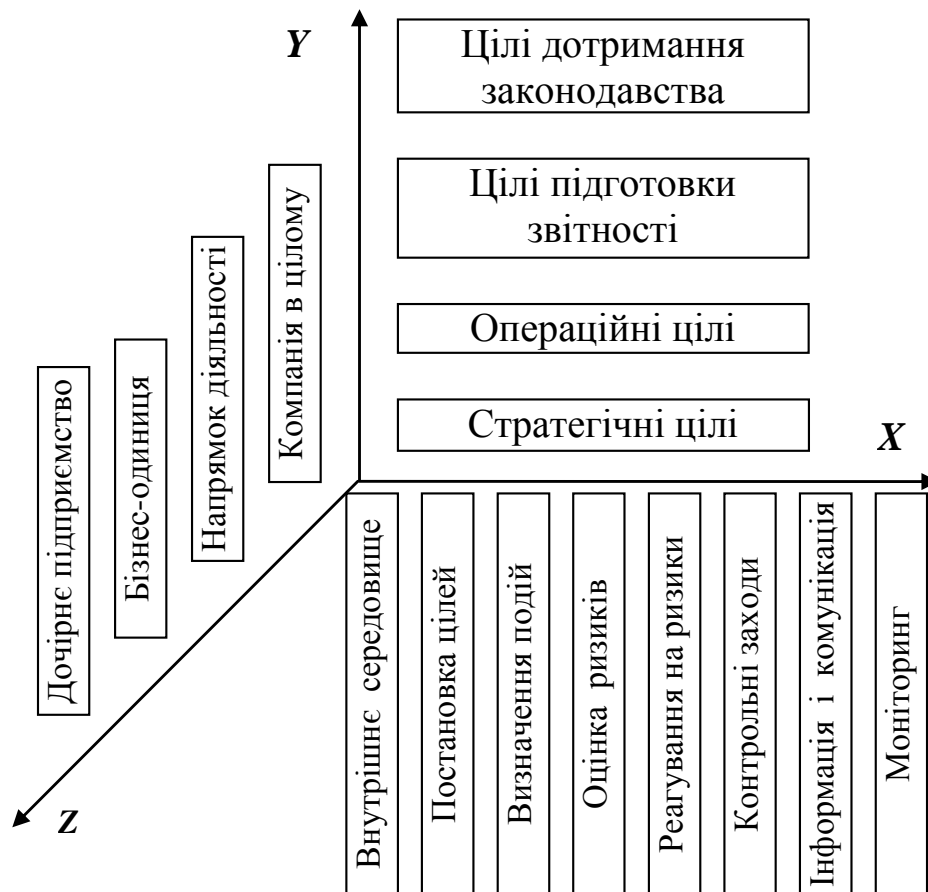 Y
Цілі дотримання
законодавства
Цілі підготовки
звітності
Операційні цілі
Стратегічні цілі
X
Компанія в цілому
Напрямок діяльності
Бізнес-одиниця
Дочірнє підприємство
Z
Внутрішнє середовище
Постановка цілей
Визначення подій
Оцінка ризиків
Реагування на ризики
Контрольні заходи
Інформація і комунікація
Моніторинг